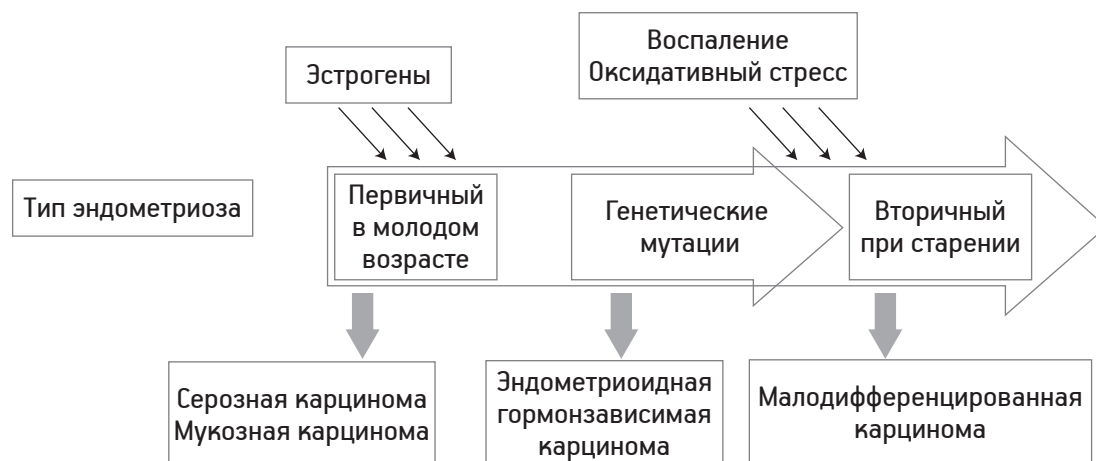 Эстрогены
Воспаление
Оксидативный стресс
Тип эндометриоза
Первичный
в молодом
возрасте
Генетические
мутации
Вторичный
при старении
Серозная карцинома
Мукозная карцинома
Эндометриоидная
гормонзависимая
карцинома
Малодифференцированная
карцинома